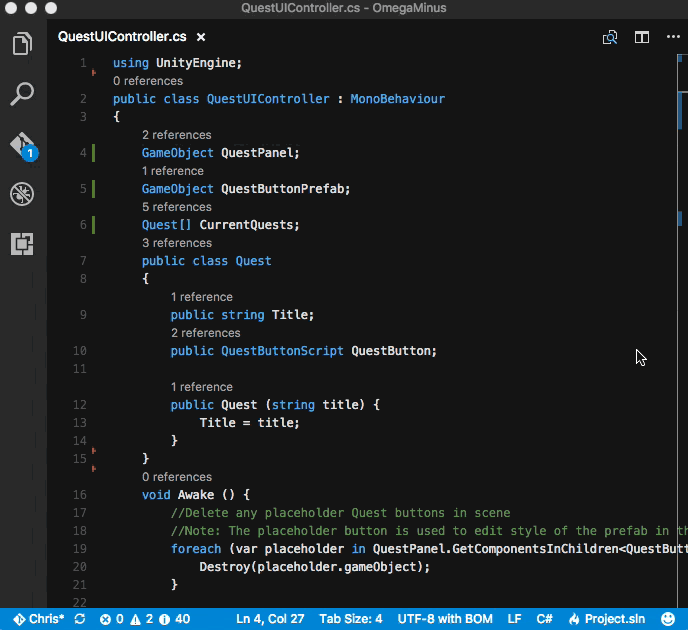 QuestUIController.cs - OmegaMinus
QuestUIController.cs ×
1 using UnityEngine;
0 references
2 public class QuestUIController : MonoBehaviour
3 {
2 references
4 GameObject QuestPanel;
1 reference
5 GameObject QuestButtonPrefab;
5 references
6 Quest[] CurrentQuests;
3 references
7 public class Quest
8 {
1 reference
9 public string Title;
2 references
10 public QuestButtonScript QuestButton;
11
1 reference
12 public Quest (string title) {
13 Title = title;
14 }
15 }
0 references
16 void Awake () {
17 //Delete any placeholder Quest buttons in scene
18 //Note: The placeholder button is used to edit style of the prefab in th
19 foreach (var placeholder in QuestPanel.GetComponentsInChildren<QuestButt
20 Destroy(placeholder.gameObject);
21 }
22
1
Chris* 0 2 40 Ln 4, Col 27 Tab Size: 4 UTF-8 with BOM LF C# Project.sln